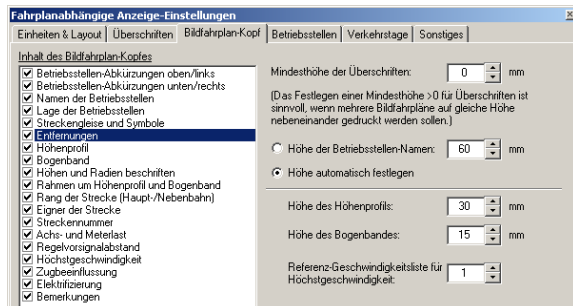 Fahrplanabhängige Anzeige-Einstellungen
Einheiten & Layout
Überschriften
Bildfahrplan-Kopf
Betriebsstellen
Verkehrstage
Sonstiges
Inhalt des Bildfahrplan-Kopfes
Betriebsstellen-Abkürzungen oben/links
Betriebsstellen-Abkürzungen unten/rechts
Namen der Betriebsstellen
Lage der Betriebsstellen
Streckengleise und Symbole
Entfernungen
Höhenprofil
Bogenband
Höhen und Radien beschriften
Rahmen um Höhenprofil und Bogenband
Rang der Strecke (Haupt-/Nebenbahn)
Eigner der Strecke
Streckennummer
Achs- und Meterlast
Regelvorsignalabstand
Höchstgeschwindigkeit
Zugbeeinflussung
Elektrifizierung
Bemerkungen
Mindesthöhe der Überschriften: 0 mm
(Das Festlegen einer Mindesthöhe >0 für Überschriften ist
sinnvoll, wenn mehrere Bildfahrpläne auf gleiche Höhe
nebeneinander gedruckt werden sollen.)
Höhe der Betriebsstellen-Namen: 60 mm
Höhe automatisch festlegen
Höhe des Höhenprofils: 30 mm
Höhe des Bogenbandes: 15 mm
Referenz-Geschwindigkeitsliste für
Höchstgeschwindigkeit: 1